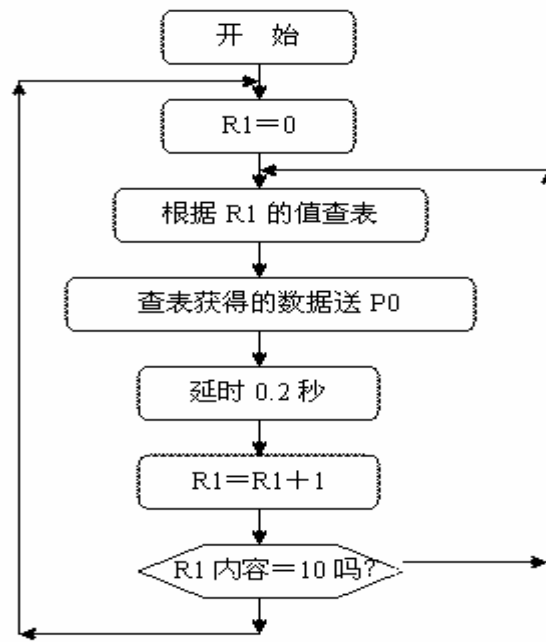 开 始
R1＝0
根据 R1 的值查表
查表获得的数据送 P0
延时 0.2 秒
R1＝R1＋1
R1 内容＝10 吗?